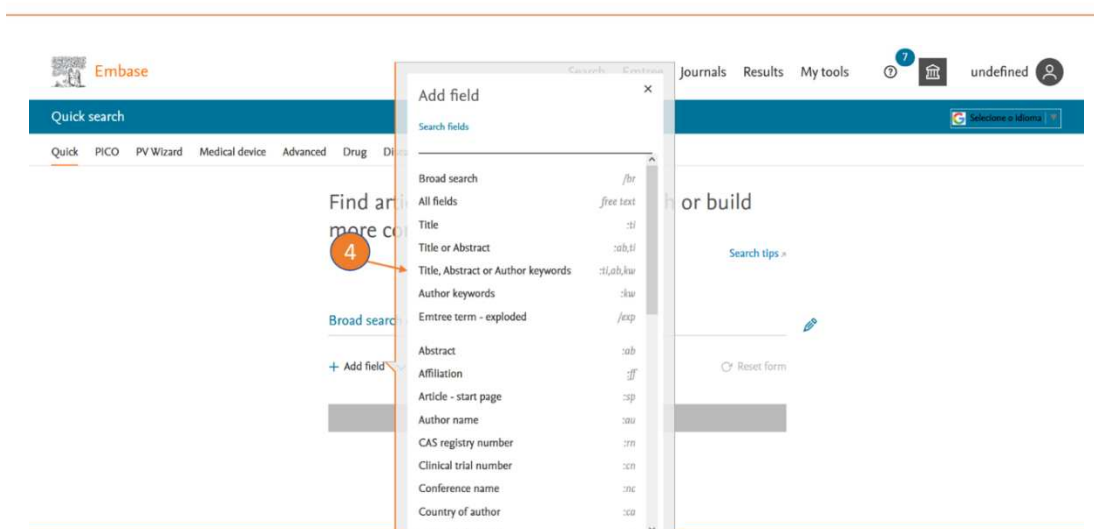 Embase
Search Emtree Journals Results My tools
7
undefined
Quick search
Selecione o idioma
Quick PICO PV Wizard Medical device Advanced Drug
Find
more
or build
Search tips
Broad search
+ Add field
Reset form
4
Add field ×
Search fields
Broad search /br
All fields free text
Title :ti
Title or Abstract :ab,ti
Title, Abstract or Author keywords :ti,ab,kw
Author keywords :kw
Emtree term - exploded /exp
Abstract :ab
Affiliation :ff
Article - start page :sp
Author name :au
CAS registry number :rn
Clinical trial number :cn
Conference name :nc
Country of author :ca